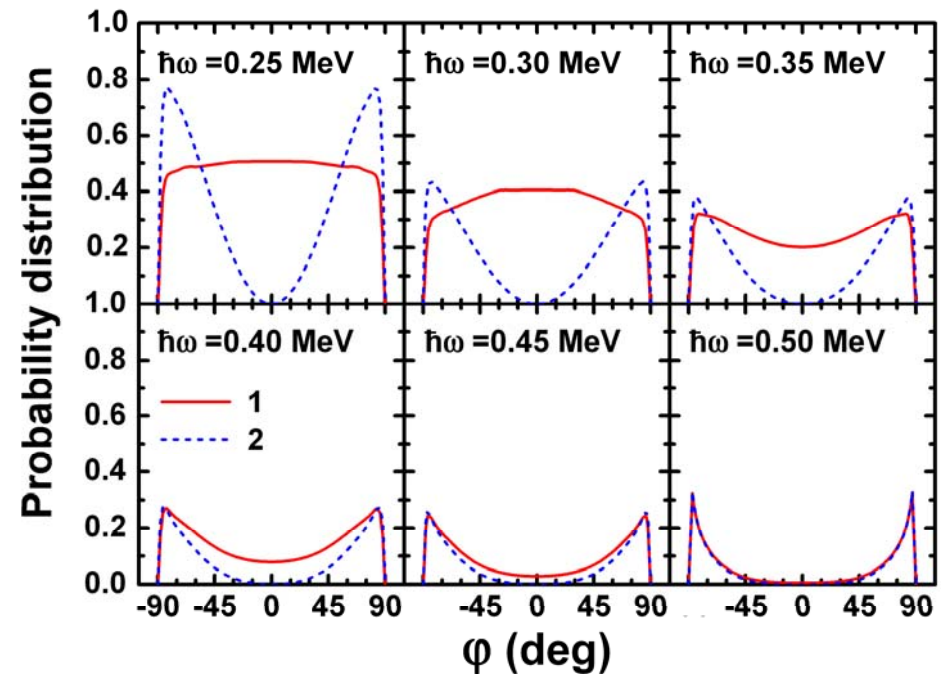 Probability distribution
1.0
0.8
0.6
0.4
0.2
1.0
0.8
0.6
0.4
0.2
0.0
ħω =0.25 MeV
ħω =0.30 MeV
ħω =0.35 MeV
ħω =0.40 MeV
ħω =0.45 MeV
ħω =0.50 MeV
1
2
-90 -45 0 45 90
-45 0 45 90
-45 0 45 90
φ (deg)